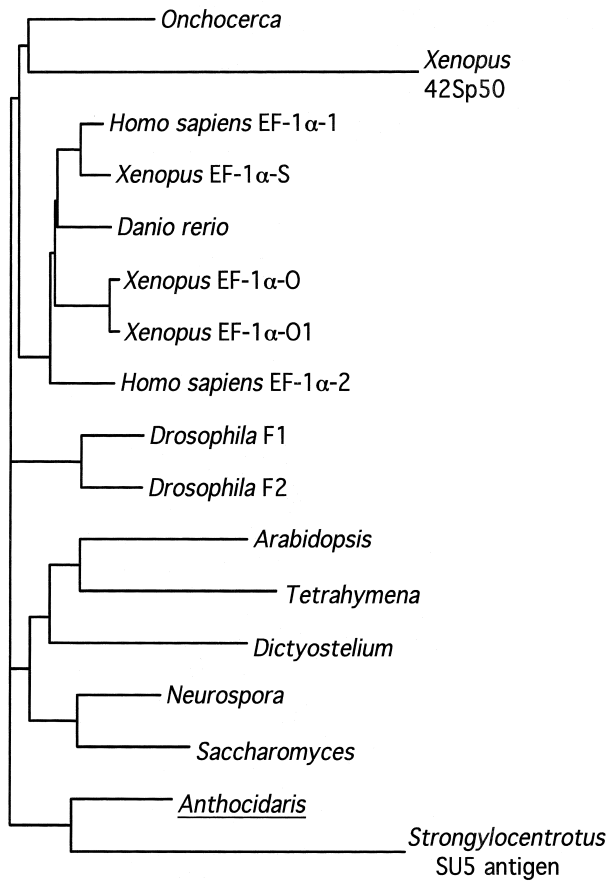 Onchocerca
Xenopus
42Sp50
Homo sapiens EF-1α-1
Xenopus EF-1α-S
Danio rerio
Xenopus EF-1α-O
Xenopus EF-1α-O1
Homo sapiens EF-1α-2
Drosophila F1
Drosophila F2
Arabidopsis
Tetrahymena
Dictyostelium
Neurospora
Saccharomyces
Anthocidaris
Strongylocentrotus
SU5 antigen